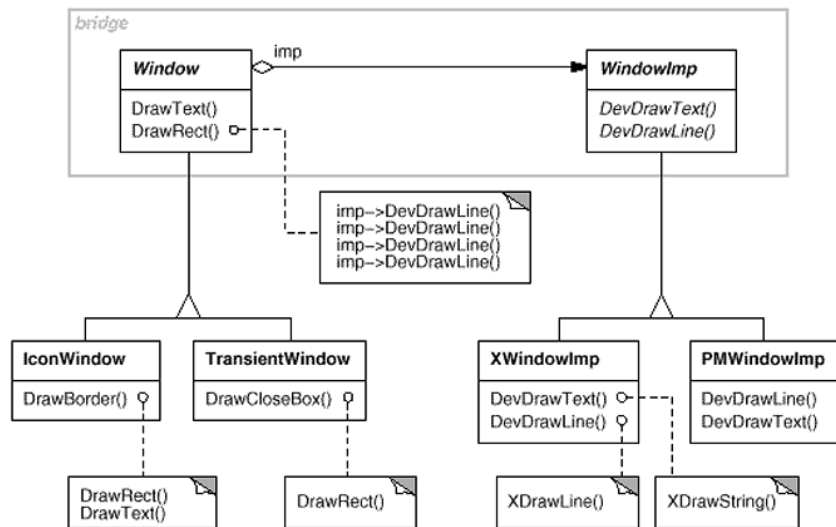 bridge
Window
imp
WindowImp
DrawText()
DrawRect()
DevDrawText()
DevDrawLine()
imp->DevDrawLine()
imp->DevDrawLine()
imp->DevDrawLine()
imp->DevDrawLine()
IconWindow
DrawBorder()
TransientWindow
DrawCloseBox()
XWindowImp
DevDrawText()
DevDrawLine()
PMWindowImp
DevDrawLine()
DevDrawText()
DrawRect()
DrawText()
DrawRect()
XDrawLine()
XDrawString()